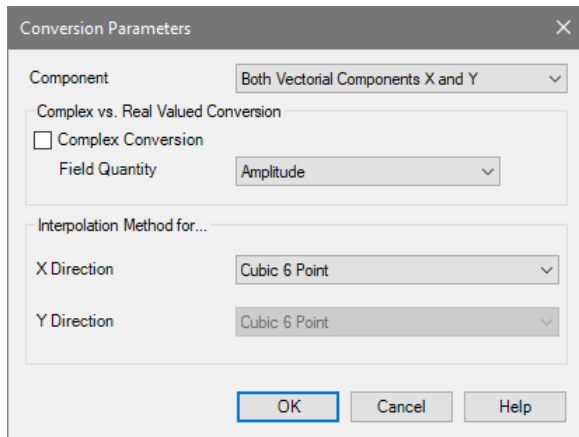 Conversion Parameters
Component Both Vectorial Components X and Y
Complex vs. Real Valued Conversion
Complex Conversion
Field Quantity Amplitude
Interpolation Method for...
X Direction Cubic 6 Point
Y Direction Cubic 6 Point
OK Cancel Help